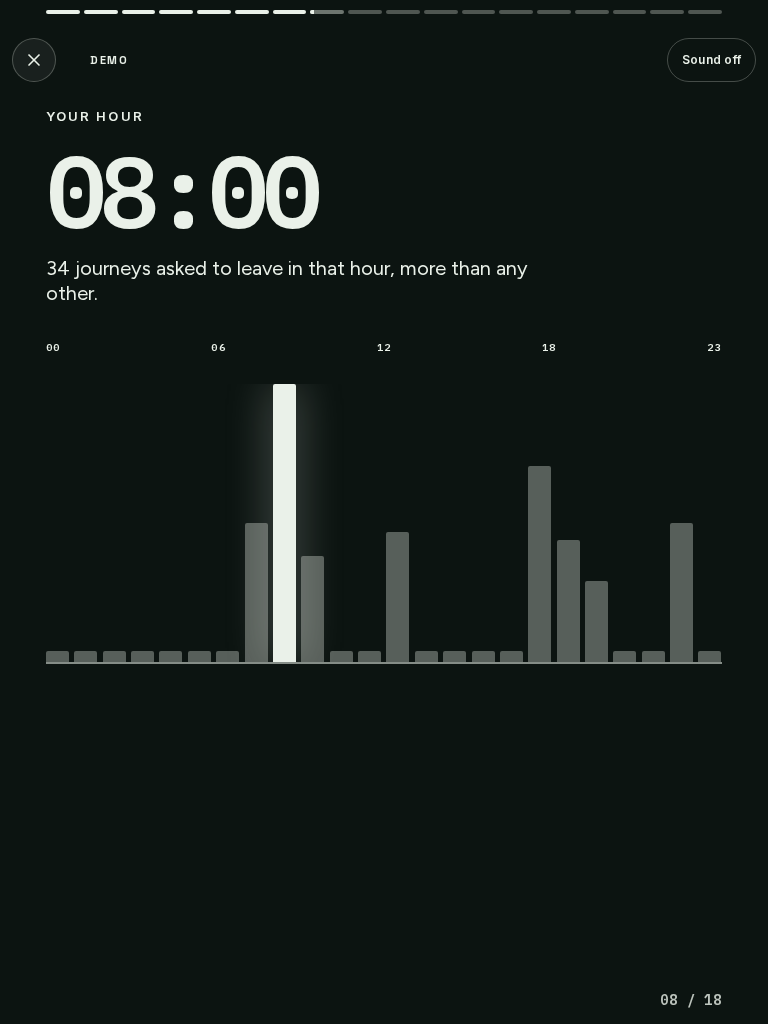 DEMO
Sound off
YOUR HOUR
08:00
34 journeys asked to leave in that hour, more than any
other.
00 06 12 18 23
08 / 18